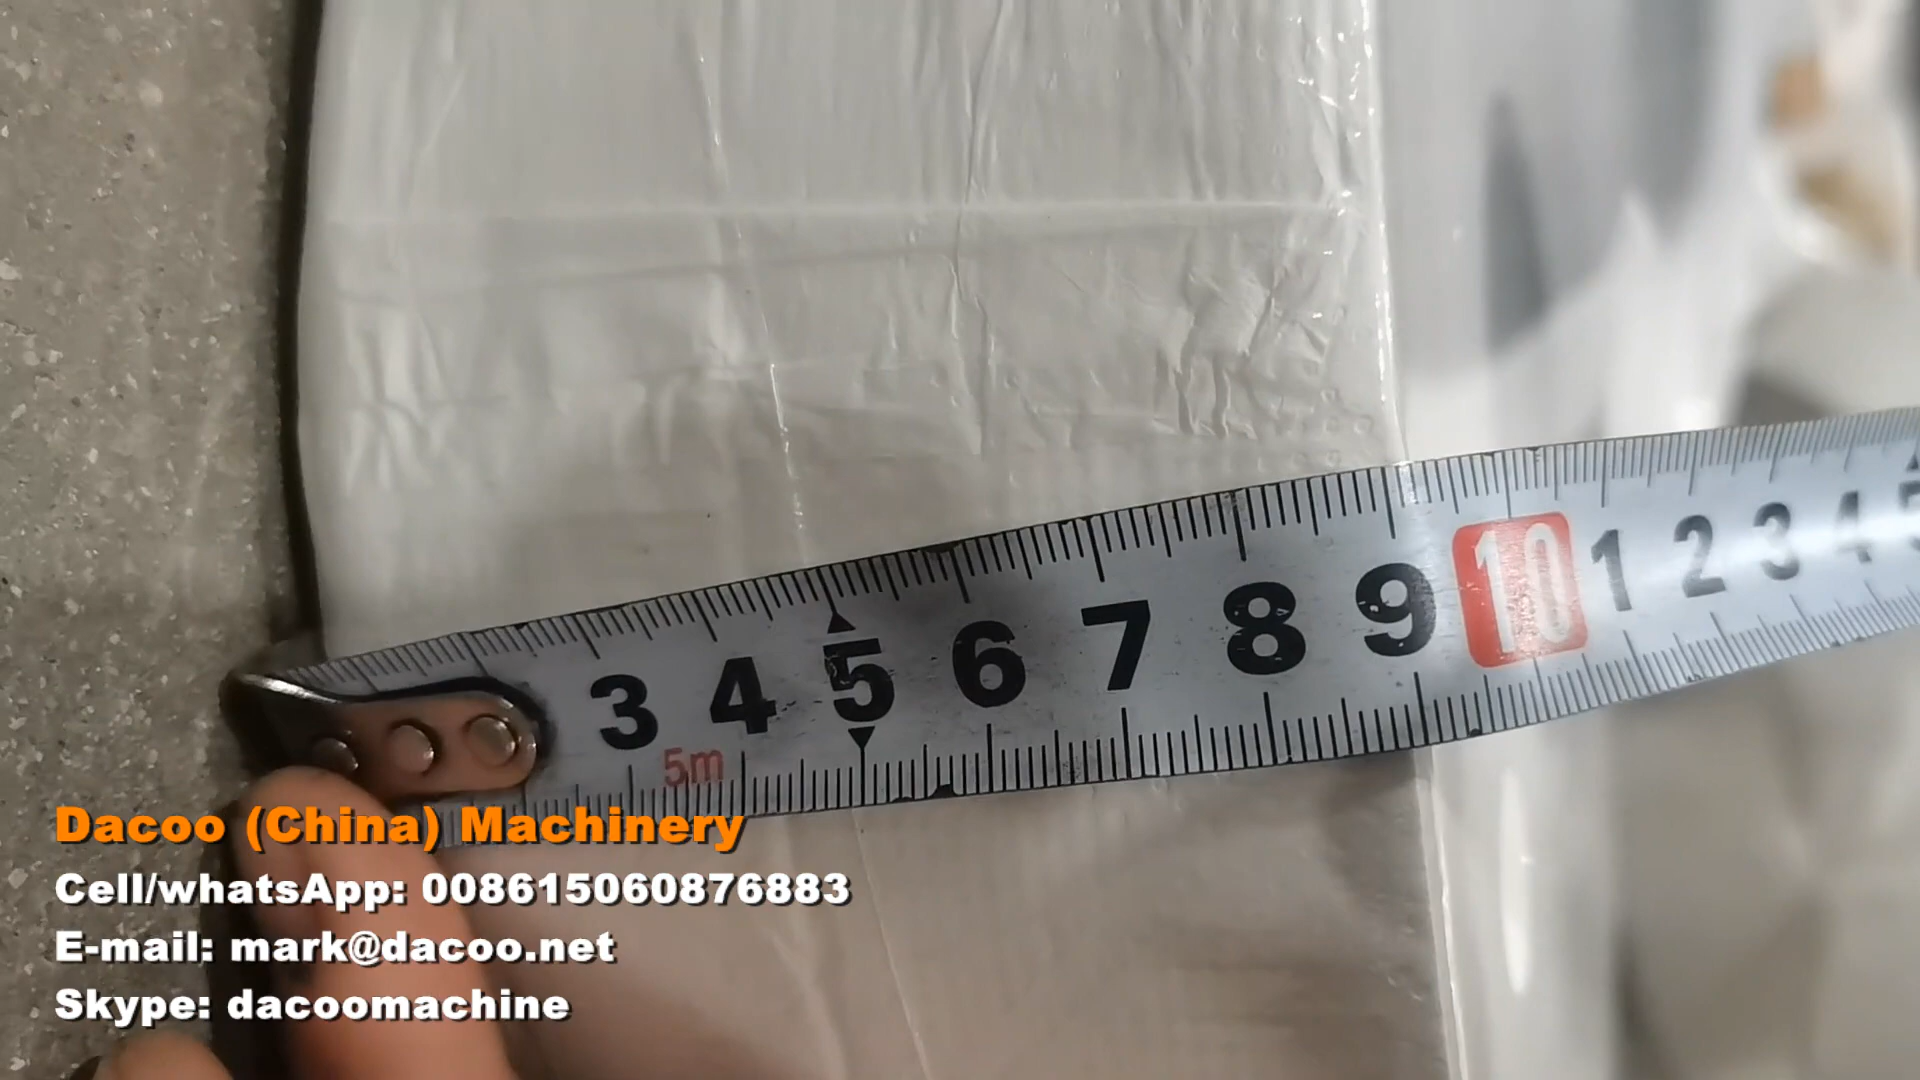 3 4 5 6 7 8 9 10 1 2 3 4 5
5m
Dacoo (China) Machinery
Cell/whatsApp: 008615060876883
E-mail: mark@dacoo.net
Skype: dacoomachine